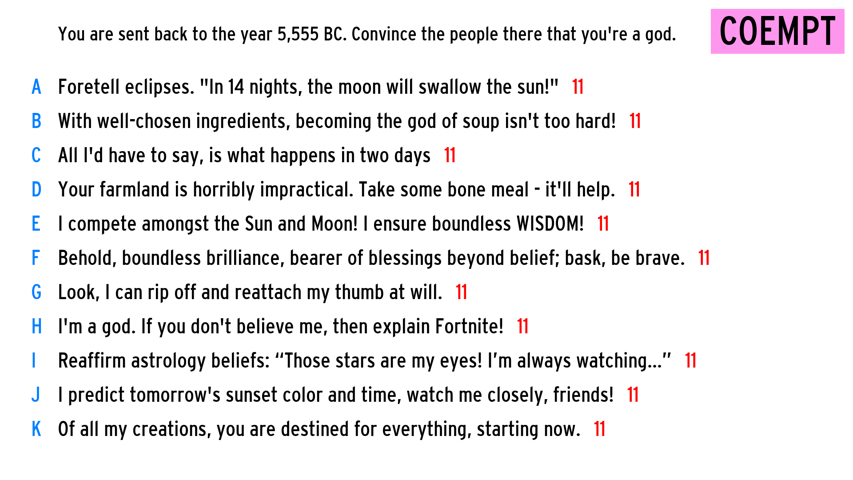 You are sent back to the year 5,555 BC. Convince the people there that you're a god.
COEMPT
A Foretell eclipses. "In 14 nights, the moon will swallow the sun!" 11
B With well-chosen ingredients, becoming the god of soup isn't too hard! 11
C All I'd have to say, is what happens in two days 11
D Your farmland is horribly impractical. Take some bone meal - it'll help. 11
E I compete amongst the Sun and Moon! I ensure boundless WISDOM! 11
F Behold, boundless brilliance, bearer of blessings beyond belief; bask, be brave. 11
G Look, I can rip off and reattach my thumb at will. 11
H I'm a god. If you don't believe me, then explain Fortnite! 11
I Reaffirm astrology beliefs: “Those stars are my eyes! I’m always watching...” 11
J I predict tomorrow's sunset color and time, watch me closely, friends! 11
K Of all my creations, you are destined for everything, starting now. 11